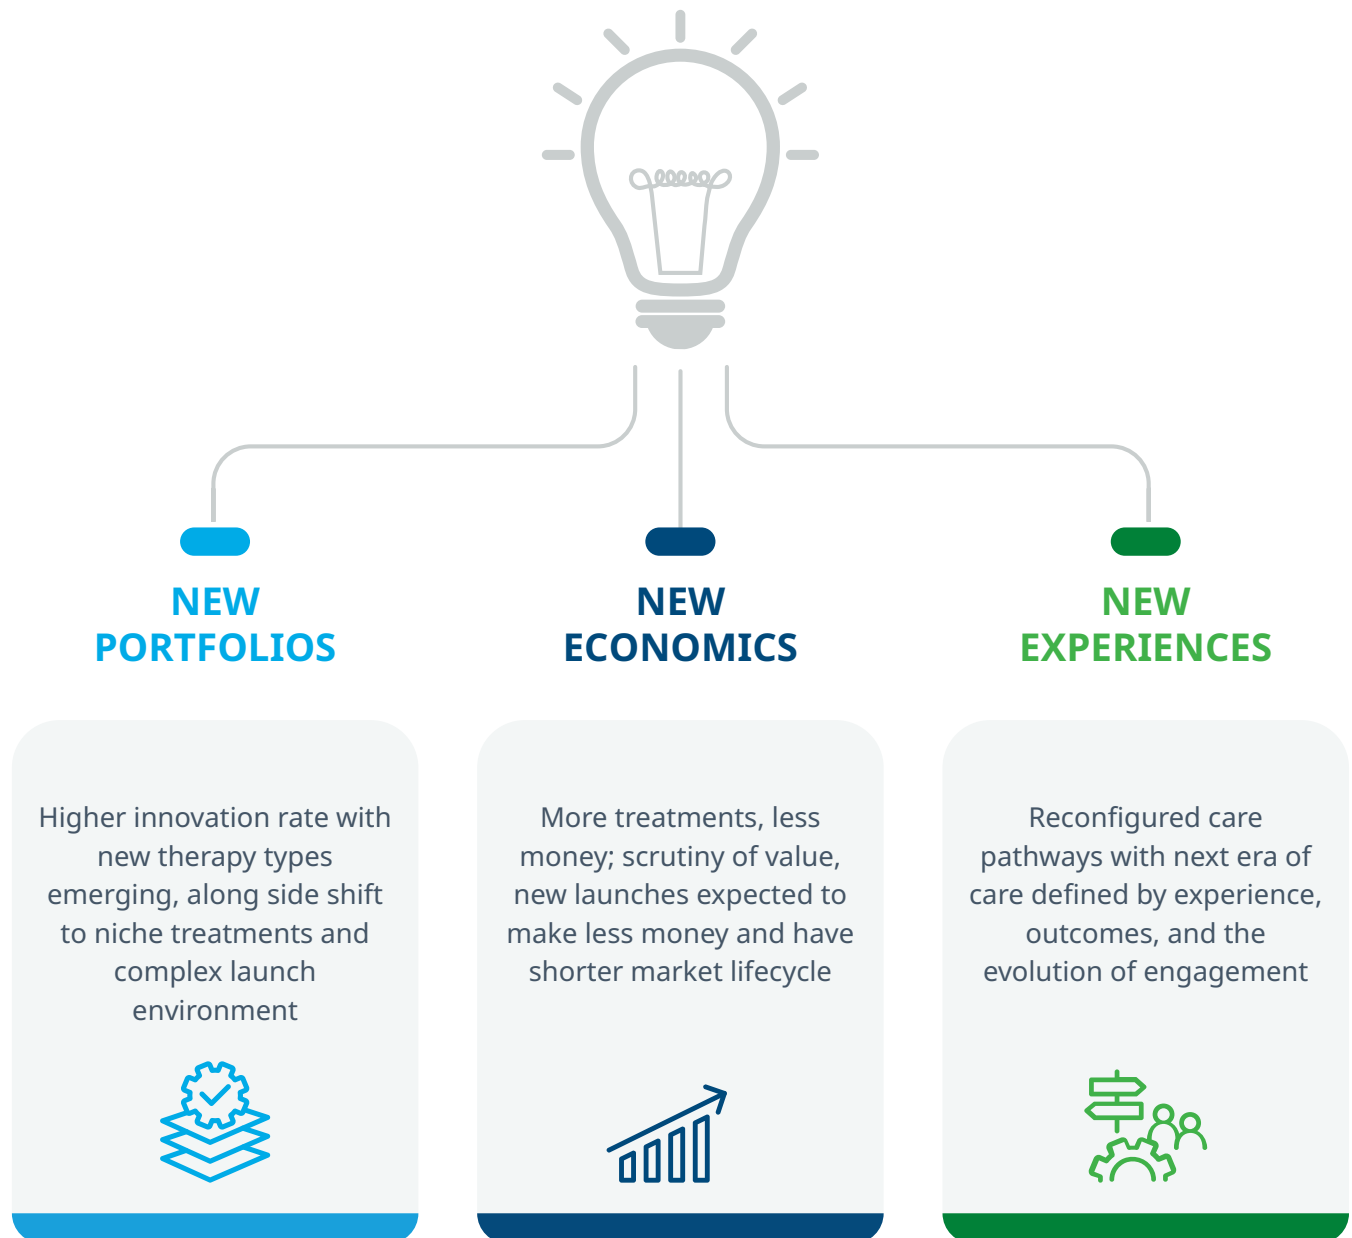 NEW
PORTFOLIOS
Higher innovation rate with
new therapy types
emerging, along side shift
to niche treatments and
complex launch
environment
NEW
ECONOMICS
More treatments, less
money; scrutiny of value,
new launches expected to
make less money and have
shorter market lifecycle
NEW
EXPERIENCES
Reconfigured care
pathways with next era of
care defined by experience,
outcomes, and the
evolution of engagement